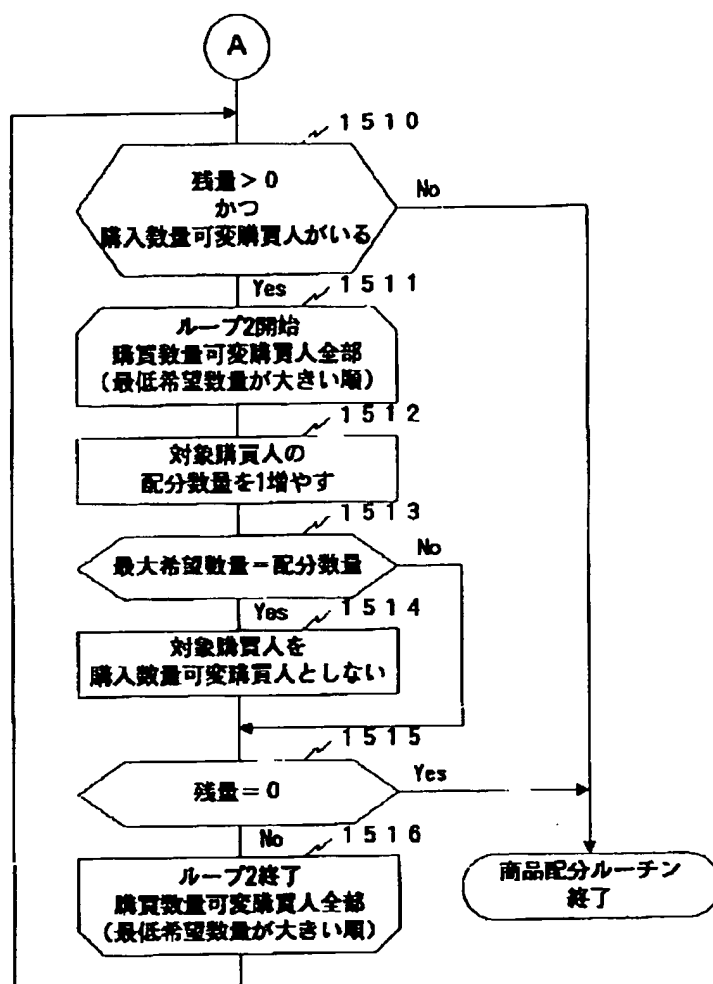 A
1510
残量>0
かつ
購入数量可変購買人がいる
No
Yes
1511
ループ2開始
購買数量可変購買人全部
(最低希望数量が大きい順)
1512
対象購買人の
配分数量を1増やす
1513
最大希望数量=配分数量
No
Yes
1514
対象購買人を
購入数量可変購買人としない
1515
残量=0
Yes
No
1516
ループ2終了
購買数量可変購買人全部
(最低希望数量が大きい順)
商品配分ルーチン
終了